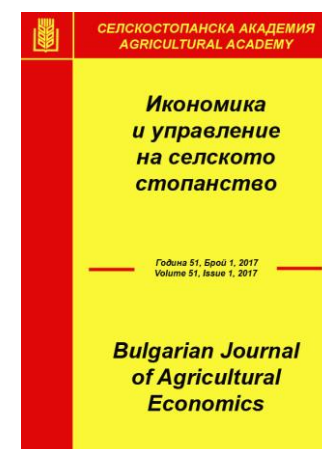 СЕЛСКОСТОПАНСКА АКАДЕМИЯ
AGRICULTURAL ACADEMY
Икономика
и управление
на селското
стопанство
Година 51, Брой 1, 2017
Volume 51, Issue 1, 2017
Bulgarian Journal
of Agricultural
Economics